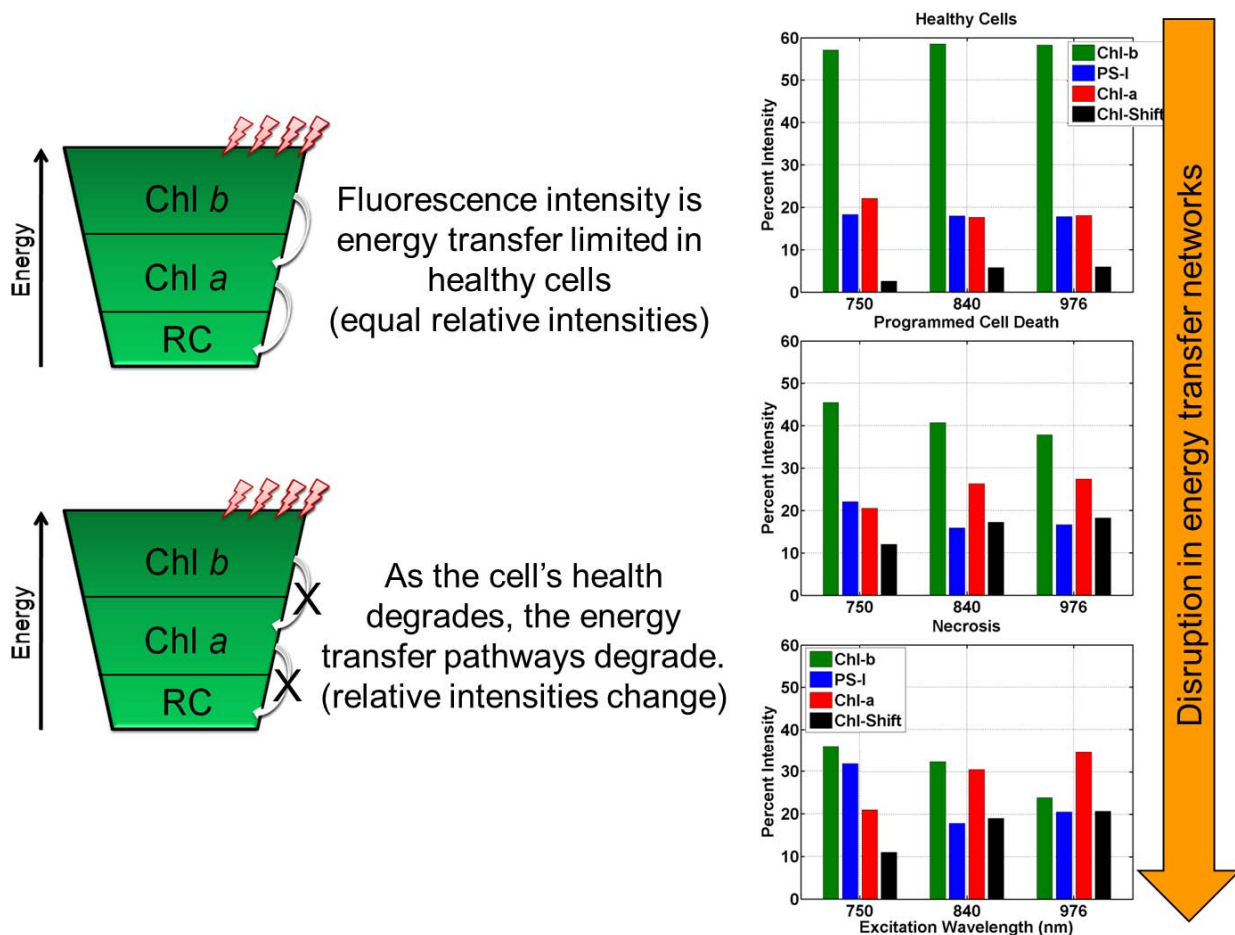 Energy
Chl b
Chl a
RC
Fluorescence intensity is
energy transfer limited in
healthy cells
(equal relative intensities)
Energy
Chl b
Chl a
RC
X
X
As the cell's health
degrades, the energy
transfer pathways degrade.
(relative intensities change)
Healthy Cells
Percent Intensity
60
50
40
30
20
10
0
750 840 976
Chl-b
PS-I
Chl-a
Chl-Shift
Programmed Cell Death
Percent Intensity
60
50
40
30
20
10
0
750 840 976
Necrosis
Percent Intensity
60
50
40
30
20
10
0
750 840 976
Excitation Wavelength (nm)
Chl-b
PS-I
Chl-a
Chl-Shift
Disruption in energy transfer networks